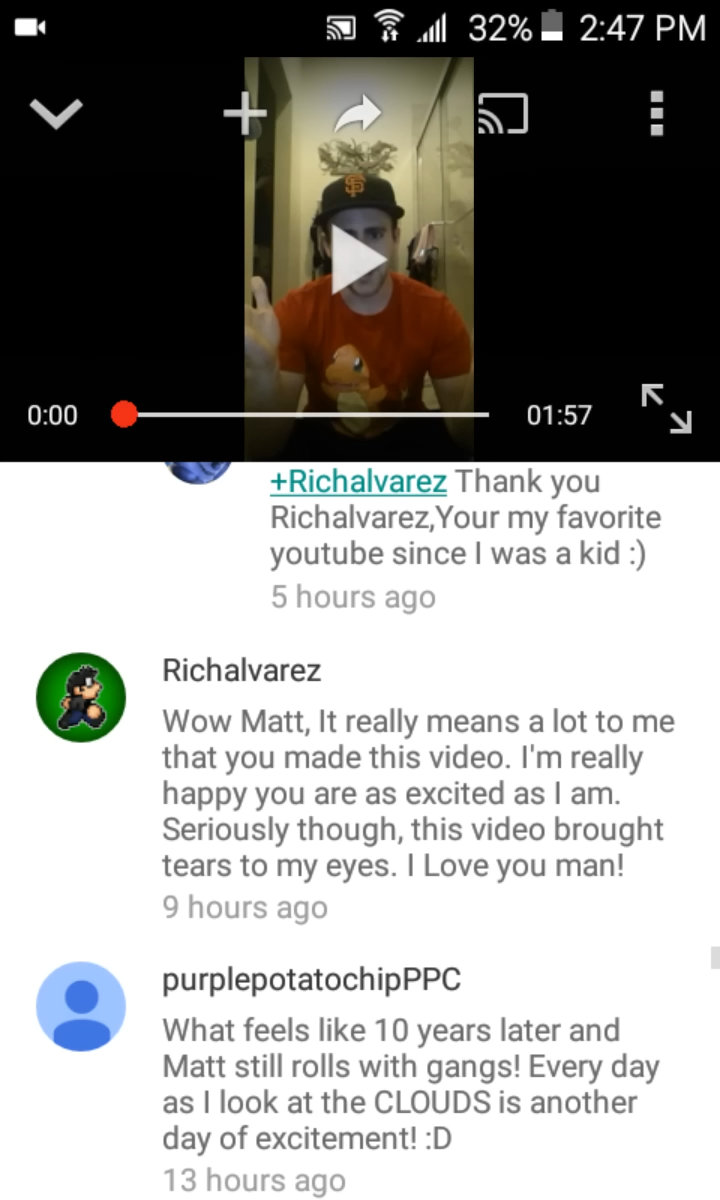 32% 2:47 PM
SF
0:00
01:57
+Richalvarez Thank you
Richalvarez,Your my favorite
youtube since I was a kid :)
5 hours ago
Richalvarez
Wow Matt, It really means a lot to me
that you made this video. I'm really
happy you are as excited as I am.
Seriously though, this video brought
tears to my eyes. I Love you man!
9 hours ago
purplepotatochipPPC
What feels like 10 years later and
Matt still rolls with gangs! Every day
as I look at the CLOUDS is another
day of excitement! :D
13 hours ago